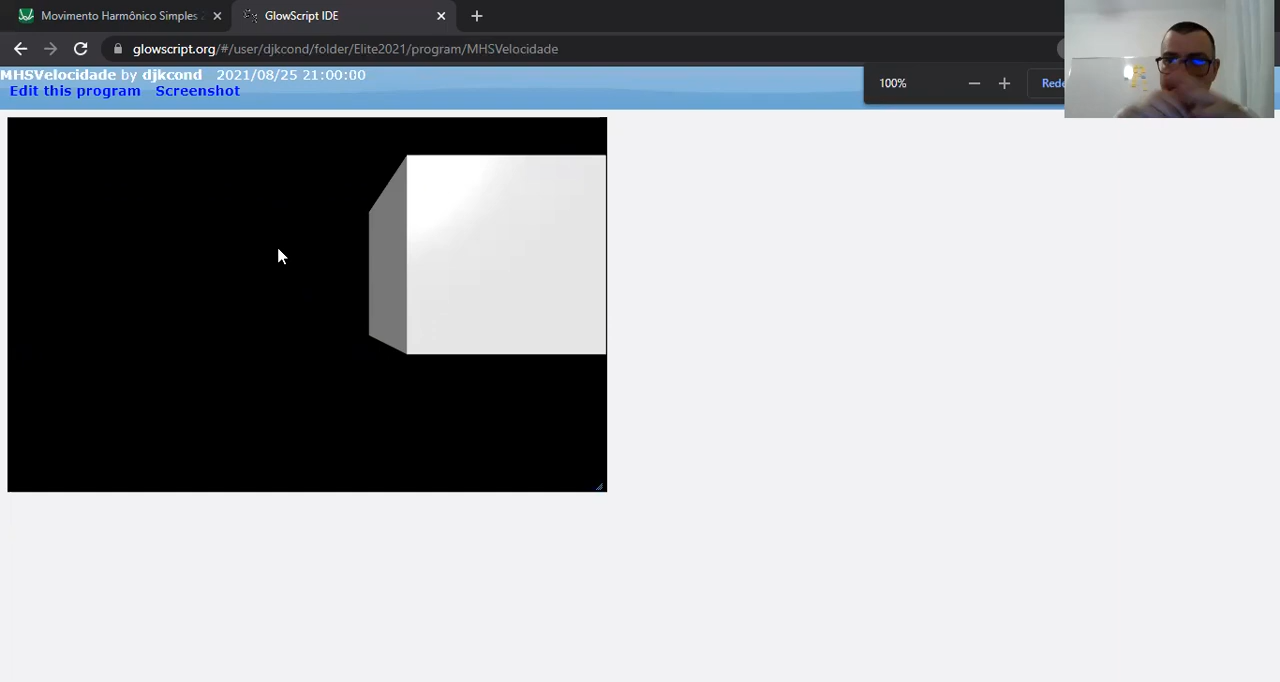 Movimento Harmônico Simples
GlowScript IDE
glowscript.org/#/user/djkcond/folder/Elite2021/program/MHSVelocidade
MHSVelocidade by djkcond 2021/08/25 21:00:00
Edit this program Screenshot
100%